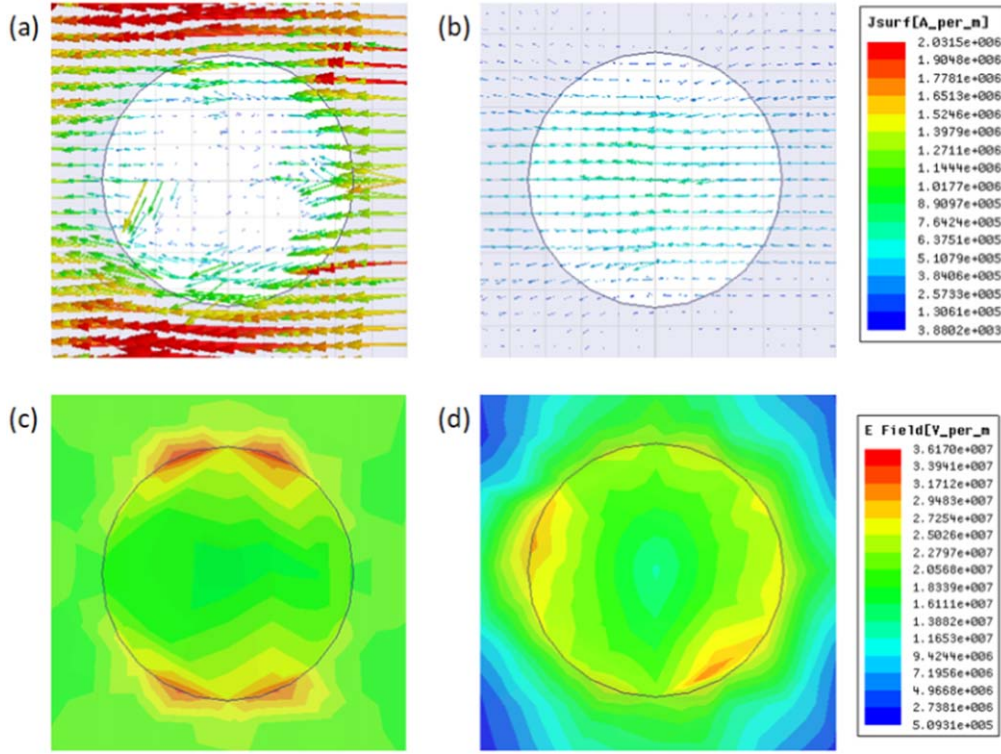 (a)
(b)
Jsurf[A_per_m]
2.0315e+006
1.9048e+006
1.7781e+006
1.6513e+006
1.5246e+006
1.3979e+006
1.2711e+006
1.1444e+006
1.0177e+006
8.9097e+005
7.6424e+005
6.3751e+005
5.1079e+005
3.8406e+005
2.5733e+005
1.3061e+005
3.8802e+003
(c)
(d)
E Field[V_per_m
3.6170e+007
3.3941e+007
3.1712e+007
2.9483e+007
2.7254e+007
2.5026e+007
2.2797e+007
2.0568e+007
1.8339e+007
1.6111e+007
1.3882e+007
1.1653e+007
9.4244e+006
7.1956e+006
4.9668e+006
2.7381e+006
5.0931e+005